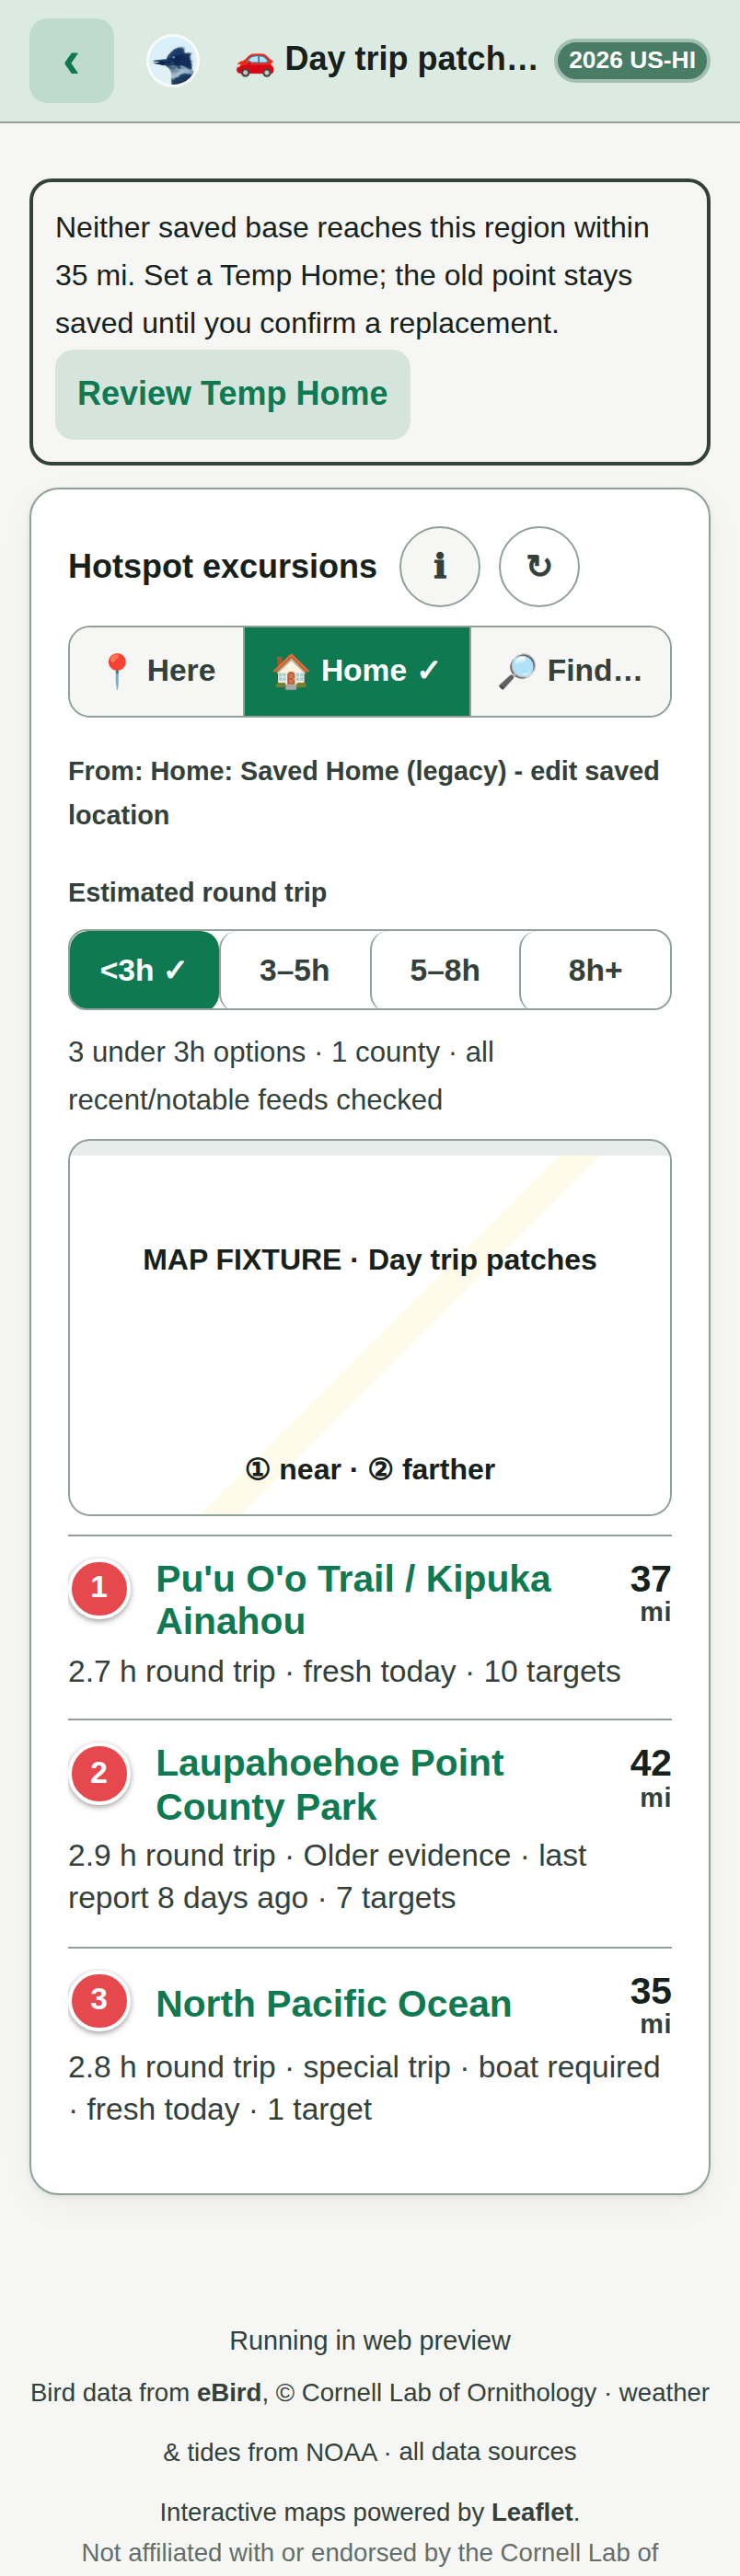 ‹ 🚗 Day trip patch… 2026 US-HI
Neither saved base reaches this region within
35 mi. Set a Temp Home; the old point stays
saved until you confirm a replacement.
Review Temp Home
Hotspot excursions ℹ ↻
📍 Here 🏠 Home ✓ 🔎 Find…
From: Home: Saved Home (legacy) - edit saved
location
Estimated round trip
<3h ✓ 3–5h 5–8h 8h+
3 under 3h options · 1 county · all
recent/notable feeds checked
MAP FIXTURE · Day trip patches
① near · ② farther
1 Pu'u O'o Trail / Kipuka 37
Ainahou mi
2.7 h round trip · fresh today · 10 targets
2 Laupahoehoe Point 42
County Park mi
2.9 h round trip · Older evidence · last
report 8 days ago · 7 targets
3 North Pacific Ocean 35
mi
2.8 h round trip · special trip · boat required
· fresh today · 1 target
Running in web preview
Bird data from eBird, © Cornell Lab of Ornithology · weather
& tides from NOAA · all data sources
Interactive maps powered by Leaflet.
Not affiliated with or endorsed by the Cornell Lab of